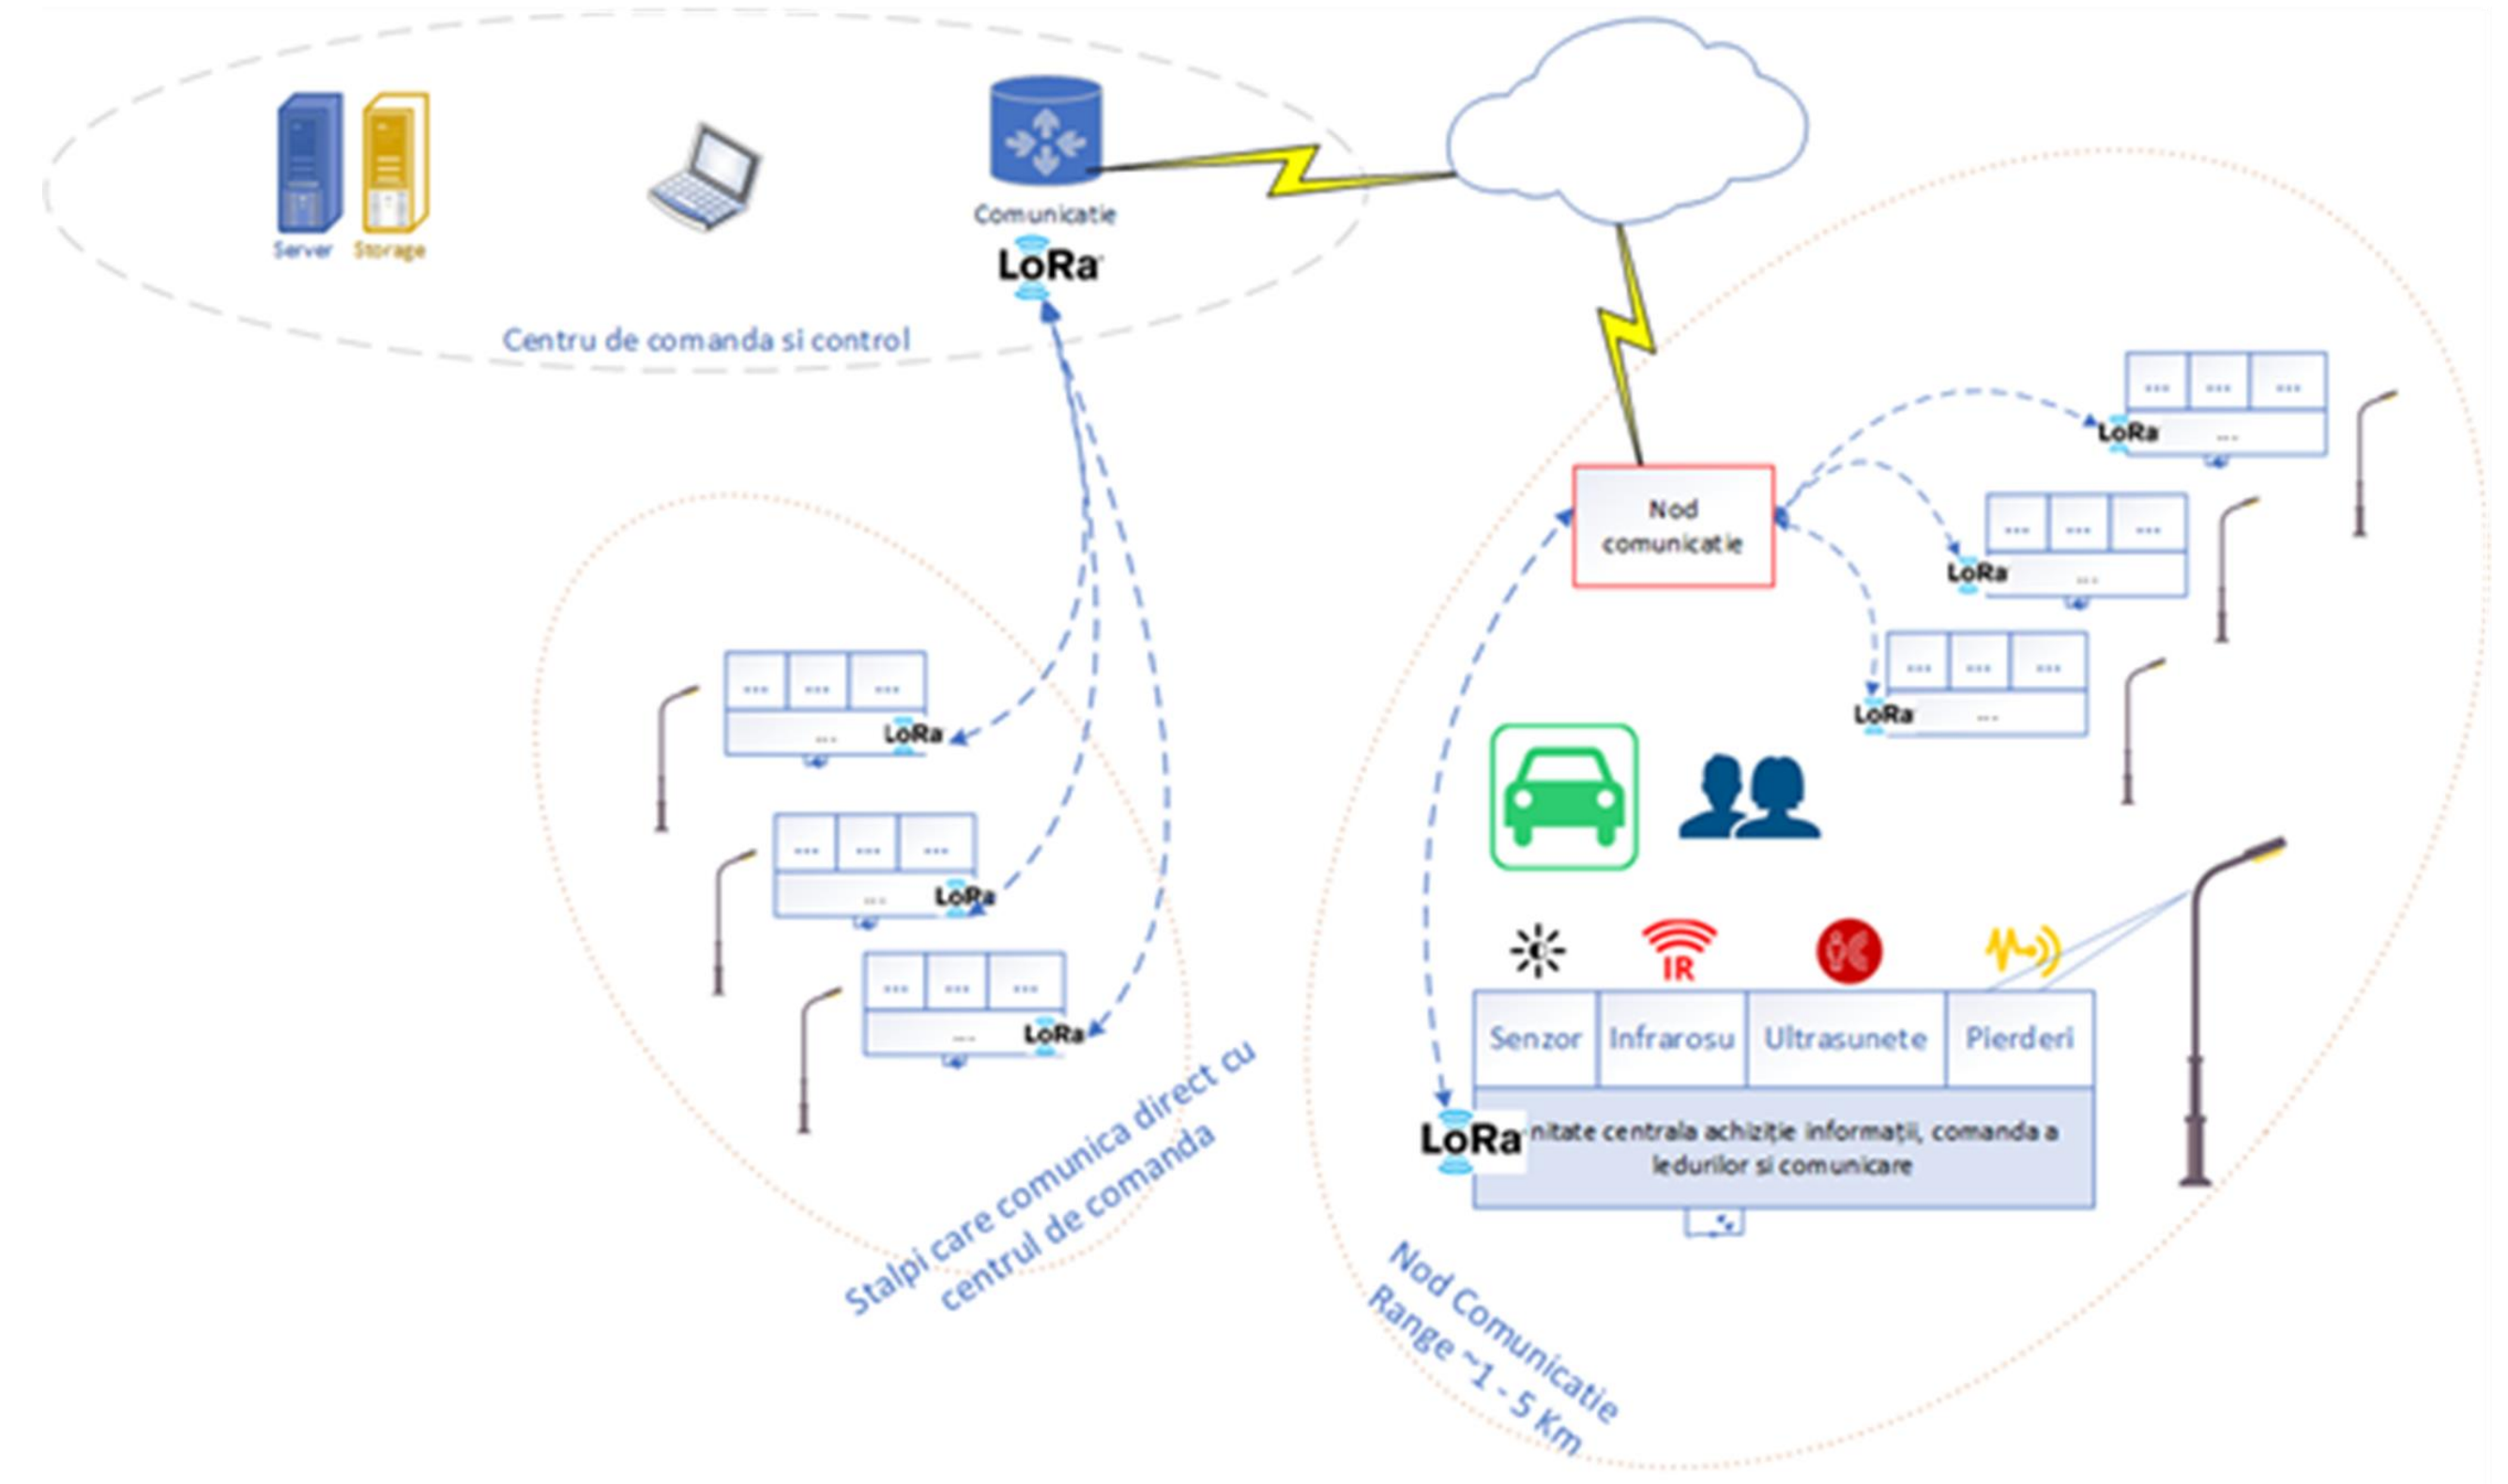 Server
Storage
Comunicatie
LoRa
Centru de comanda si control
Nod
comunicatie
...
...
...
LoRa
...
...
...
...
LoRa
...
...
...
...
LoRa
...
...
...
...
...
LoRa
...
...
...
...
LoRa
...
...
...
...
LoRa
IR
Senzor
Infrarosu
Ultrasunete
Pierderi
LoRa
nitate centrala achiziție informații, comanda a
ledurilor si comunicare
Stalpi care comunica direct cu
centrul de comanda
Nod Comunicatie
Range ~1 - 5 Km